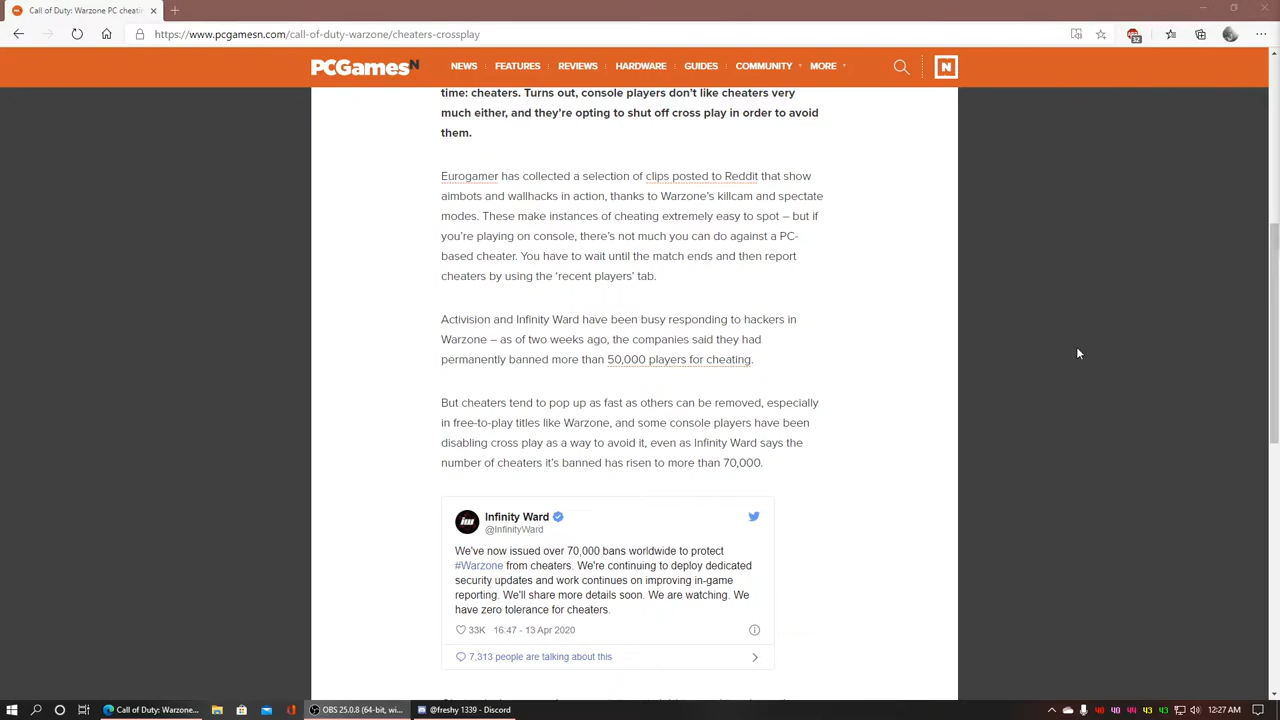 Call of Duty: Warzone PC cheatin
https://www.pcgamesn.com/call-of-duty-warzone/cheaters-crossplay
32
PCGamesN
NEWS
FEATURES
REVIEWS
HARDWARE
GUIDES
COMMUNITY
MORE
N
time: cheaters. Turns out, console players don't like cheaters very
much either, and they're opting to shut off cross play in order to avoid
them.
Eurogamer has collected a selection of clips posted to Reddit that show
aimbots and wallhacks in action, thanks to Warzone's killcam and spectate
modes. These make instances of cheating extremely easy to spot – but if
you're playing on console, there's not much you can do against a PC-
based cheater. You have to wait until the match ends and then report
cheaters by using the 'recent players' tab.
Activision and Infinity Ward have been busy responding to hackers in
Warzone – as of two weeks ago, the companies said they had
permanently banned more than 50,000 players for cheating.
But cheaters tend to pop up as fast as others can be removed, especially
in free-to-play titles like Warzone, and some console players have been
disabling cross play as a way to avoid it, even as Infinity Ward says the
number of cheaters it's banned has risen to more than 70,000.
Infinity Ward
@InfinityWard
We've now issued over 70,000 bans worldwide to protect
#Warzone from cheaters. We're continuing to deploy dedicated
security updates and work continues on improving in-game
reporting. We'll share more details soon. We are watching. We
have zero tolerance for cheaters.
33K 16:47 - 13 Apr 2020
7,313 people are talking about this
Call of Duty: Warzone...
OBS 25.0.8 (64-bit, wi...
@freshy 1339 - Discord
12:27 AM